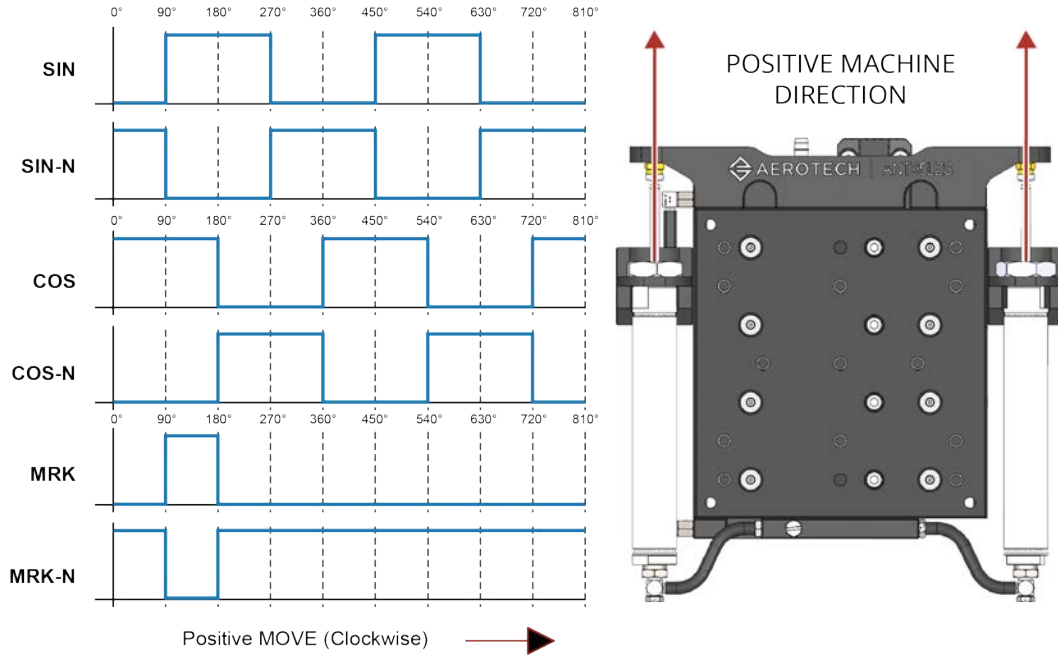 0° 90° 180° 270° 360° 450° 540° 630° 720° 810°
SIN
SIN-N
0° 90° 180° 270° 360° 450° 540° 630° 720° 810°
COS
COS-N
0° 90° 180° 270° 360° 450° 540° 630° 720° 810°
MRK
MRK-N
Positive MOVE (Clockwise)
POSITIVE MACHINE
DIRECTION
AEROTECH